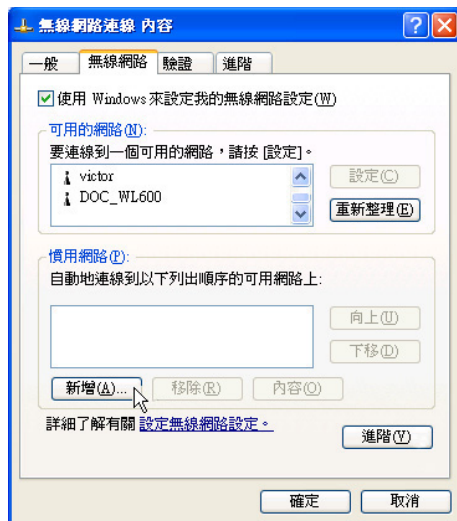 無線網路連線 內容
一般 無線網路 驗證 進階
使用 Windows 來設定我的無線網路設定(W)
可用的網路(N):
要連線到一個可用的網路，請按 [設定]。
victor
DOC_WL600
設定(C)
重新整理(E)
慣用網路(P):
自動地連線到以下列出順序的可用網路上:
向上(U)
下移(D)
新增(A)... 移除(R) 內容(O)
詳細了解有關 設定無線網路設定。
進階(V)
確定 取消